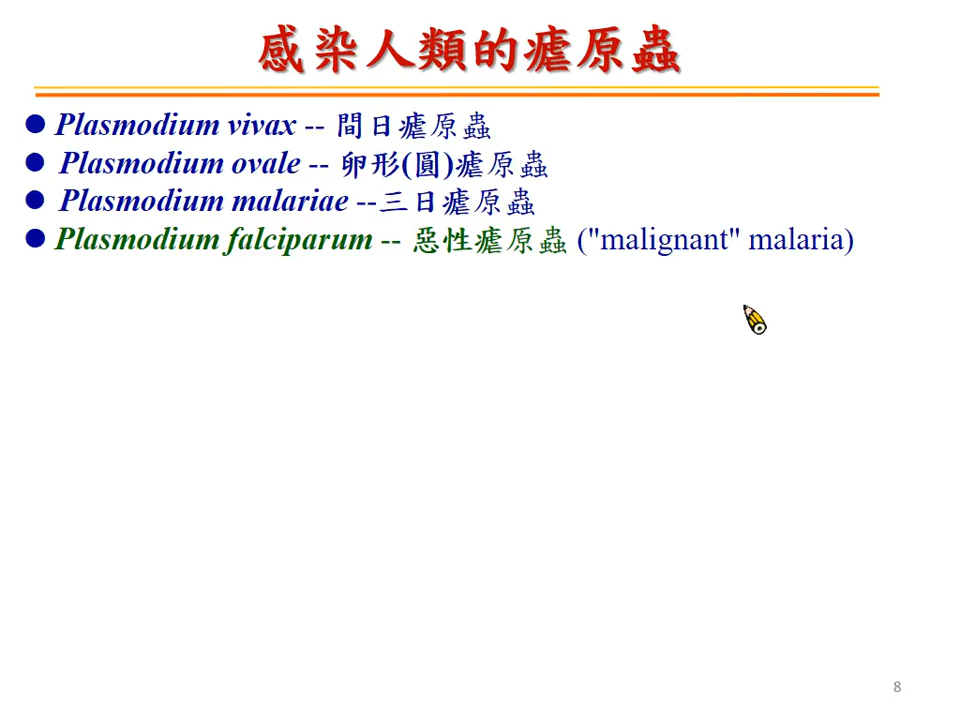 感染人類的瘧原蟲
● Plasmodium vivax -- 間日瘧原蟲
● Plasmodium ovale -- 卵形(圓)瘧原蟲
● Plasmodium malariae --三日瘧原蟲
● Plasmodium falciparum -- 惡性瘧原蟲 ("malignant" malaria)
8